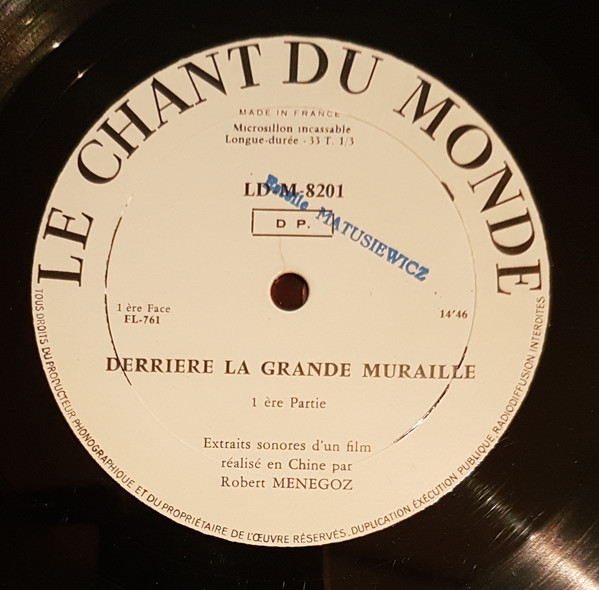 LE CHANT DU MONDE
MADE IN FRANCE
Microsillon incassable
Longue-durée - 33 T. 1/3
LD-M-8201
MATUSIEWICZ
D P.
1 ère Face
FL-761
14'46
DERRIERE LA GRANDE MURAILLE
1 ère Partie
Extraits sonores d'un film
réalisé en Chine par
Robert MENEGOZ
TOUS DROITS DU PRODUCTEUR PHONOGRAPHIQUE ET DU PROPRIÉTAIRE DE L'ŒUVRE RÉSERVÉS. DUPLICATION EXÉCUTION PUBLIQUE, RADIODIFFUSION INTERDITES